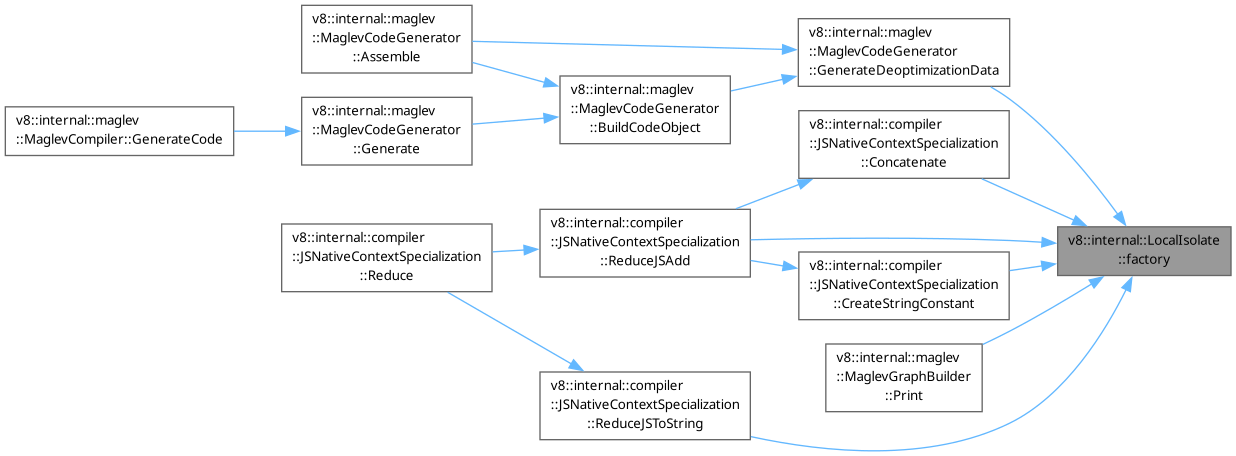 v8::internal::maglev
::MaglevCodeGenerator
::Assemble
v8::internal::maglev
::MaglevCodeGenerator
::GenerateDeoptimizationData
v8::internal::maglev
::MaglevCodeGenerator
::BuildCodeObject
v8::internal::maglev
::MaglevCompiler::GenerateCode
v8::internal::maglev
::MaglevCodeGenerator
::Generate
v8::internal::compiler
::JSNativeContextSpecialization
::Concatenate
v8::internal::compiler
::JSNativeContextSpecialization
::Reduce
v8::internal::compiler
::JSNativeContextSpecialization
::ReduceJSAdd
v8::internal::LocalIsolate
::factory
v8::internal::compiler
::JSNativeContextSpecialization
::CreateStringConstant
v8::internal::maglev
::MaglevGraphBuilder
::Print
v8::internal::compiler
::JSNativeContextSpecialization
::ReduceJSToString